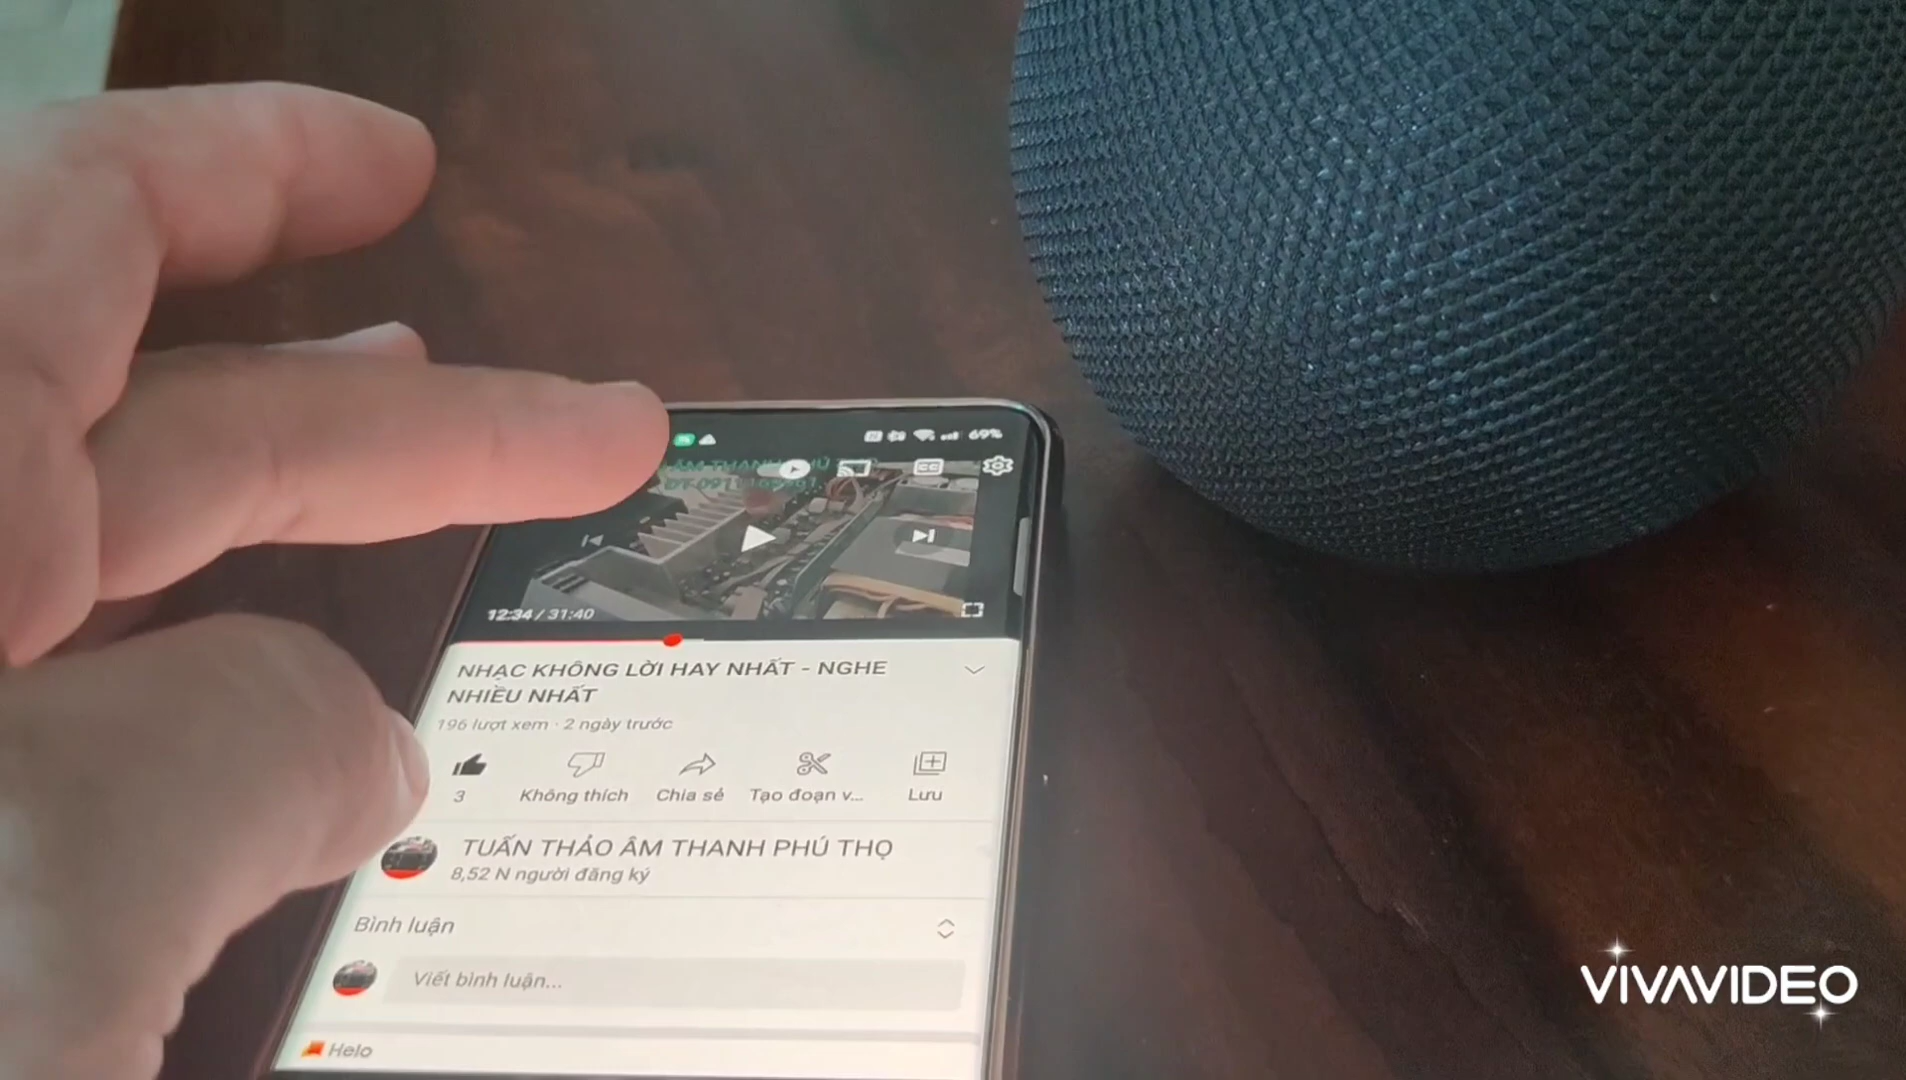 69%
CC
12:34 / 31:40
NHẠC KHÔNG LỜI HAY NHẤT - NGHE
NHIỀU NHẤT
196 lượt xem · 2 ngày trước
3
Không thích
Chia sẻ
Tạo đoạn v...
Lưu
TUẤN THẢO ÂM THANH PHÚ THỌ
8,52 N người đăng ký
Bình luận
Viết bình luận...
Helo
VIVAVIDEO